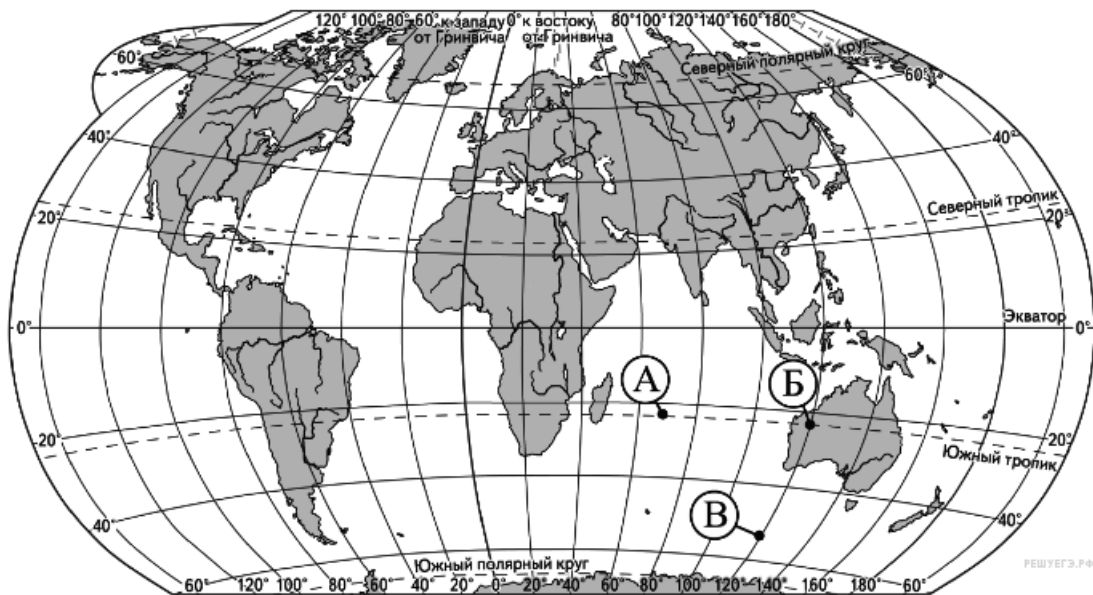 120° 100° 80° 60° к западу 0° к востоку 80° 100° 120° 140° 160° 180°
от Гринвича от Гринвича
60° Северный полярный круг 60°
40° 40°
Северный тропик
20° 20°
0° Экватор 0°
А Б
20° 20°
Южный тропик
В
40° 40°
Южный полярный круг
60° 120° 100° 80° 60° 40° 20° 0° 20° 40° 60° 80° 100° 120° 140° 160° 180° 60°
РЕШУЕГЭ.РФ